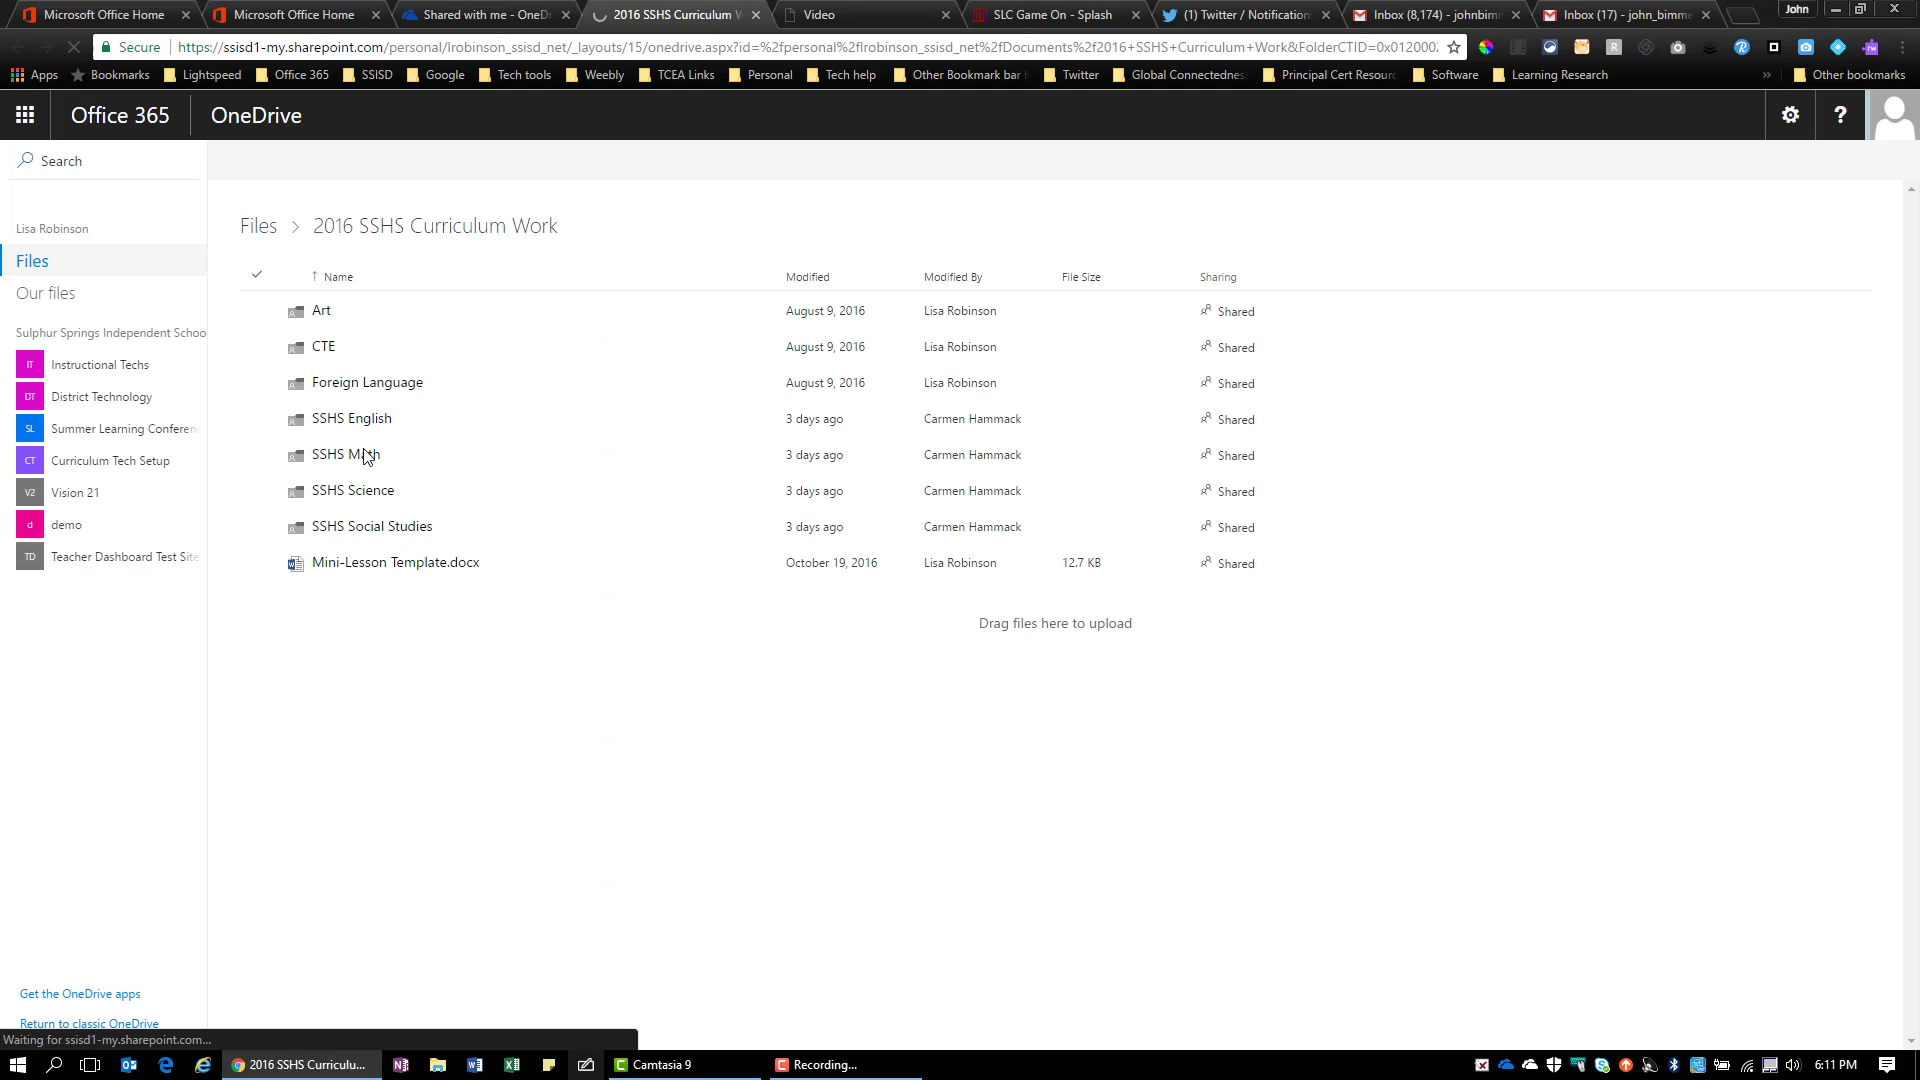 Microsoft Office Home
Microsoft Office Home
Shared with me - OneD
2016 SSHS Curriculum W
Video
SLC Game On - Splash
(1) Twitter / Notification
Inbox (8,174) - johnbimm
Inbox (17) - john_bimme
John
Secure
https://ssisd1-my.sharepoint.com/personal/lrobinson_ssisd_net/_layouts/15/onedrive.aspx?id=%2fpersonal%2flrobinson_ssisd_net%2fDocuments%2f2016+SSHS+Curriculum+Work&FolderCTID=0x012000
Apps Bookmarks Lightspeed Office 365 SSISD Google Tech tools Weebly TCEA Links Personal Tech help Other Bookmark bar Twitter Global Connectednes Principal Cert Resourc Software Learning Research » Other bookmarks
Office 365 OneDrive ?
Search
Lisa Robinson
Files
Our files
Sulphur Springs Independent Schoo
IT Instructional Techs
DT District Technology
SL Summer Learning Conferenc
CT Curriculum Tech Setup
V2 Vision 21
d demo
TD Teacher Dashboard Test Site
Get the OneDrive apps
Return to classic OneDrive
Files > 2016 SSHS Curriculum Work
Name Modified Modified By File Size Sharing
Art August 9, 2016 Lisa Robinson Shared
CTE August 9, 2016 Lisa Robinson Shared
Foreign Language August 9, 2016 Lisa Robinson Shared
SSHS English 3 days ago Carmen Hammack Shared
SSHS Math 3 days ago Carmen Hammack Shared
SSHS Science 3 days ago Carmen Hammack Shared
SSHS Social Studies 3 days ago Carmen Hammack Shared
Mini-Lesson Template.docx October 19, 2016 Lisa Robinson 12.7 KB Shared
Drag files here to upload
Waiting for ssisd1-my.sharepoint.com...
2016 SSHS Curriculu...
Camtasia 9
Recording...
6:11 PM